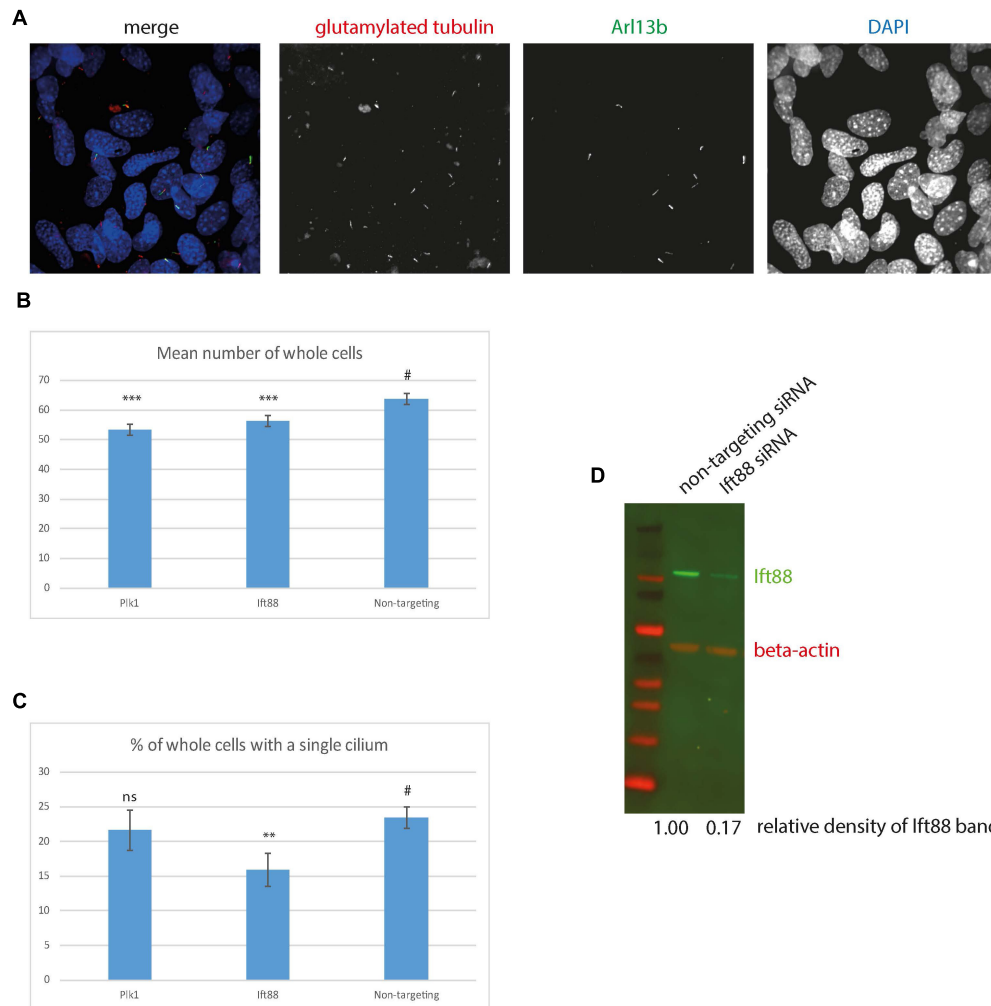 A
merge
glutamylated tubulin
Arl13b
DAPI
B
Mean number of whole cells
70
60
50
40
30
20
10
0
***
***
#
Plk1
Ift88
Non-targeting
C
% of whole cells with a single cilium
30
25
20
15
10
5
0
ns
**
#
Plk1
Ift88
Non-targeting
D
non-targeting siRNA
Ift88 siRNA
Ift88
beta-actin
1.00 0.17 relative density of Ift88 band